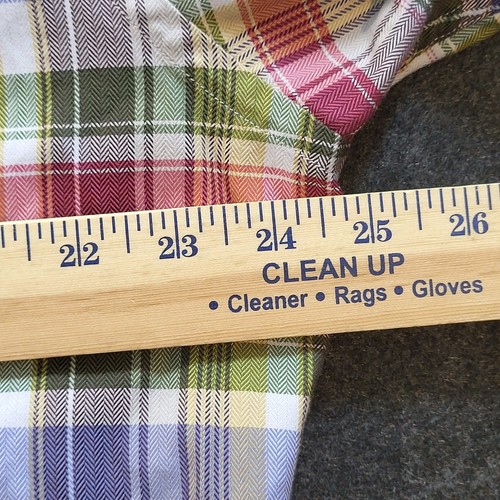 22 23 24 25 26
CLEAN UP
• Cleaner • Rags • Gloves